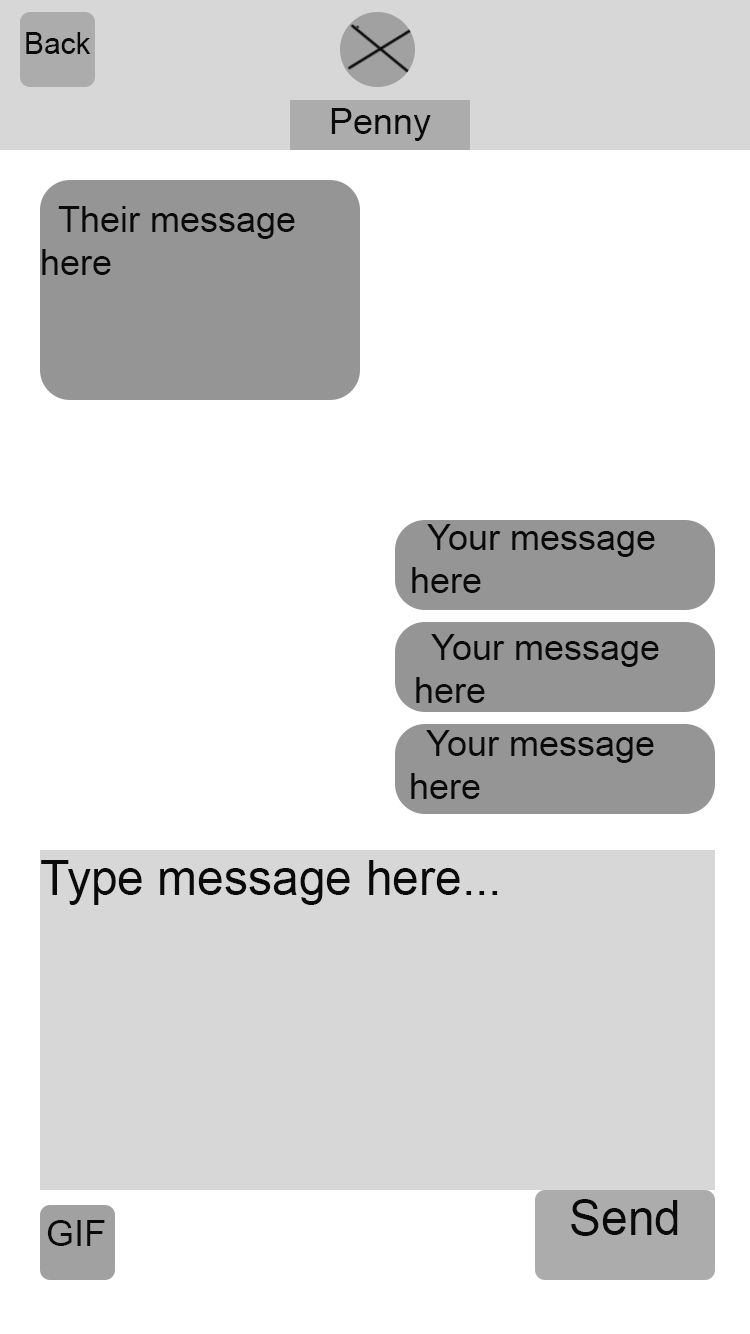 Back
Penny
Their message
here
Your message
here
Your message
here
Your message
here
Type message here...
GIF
Send